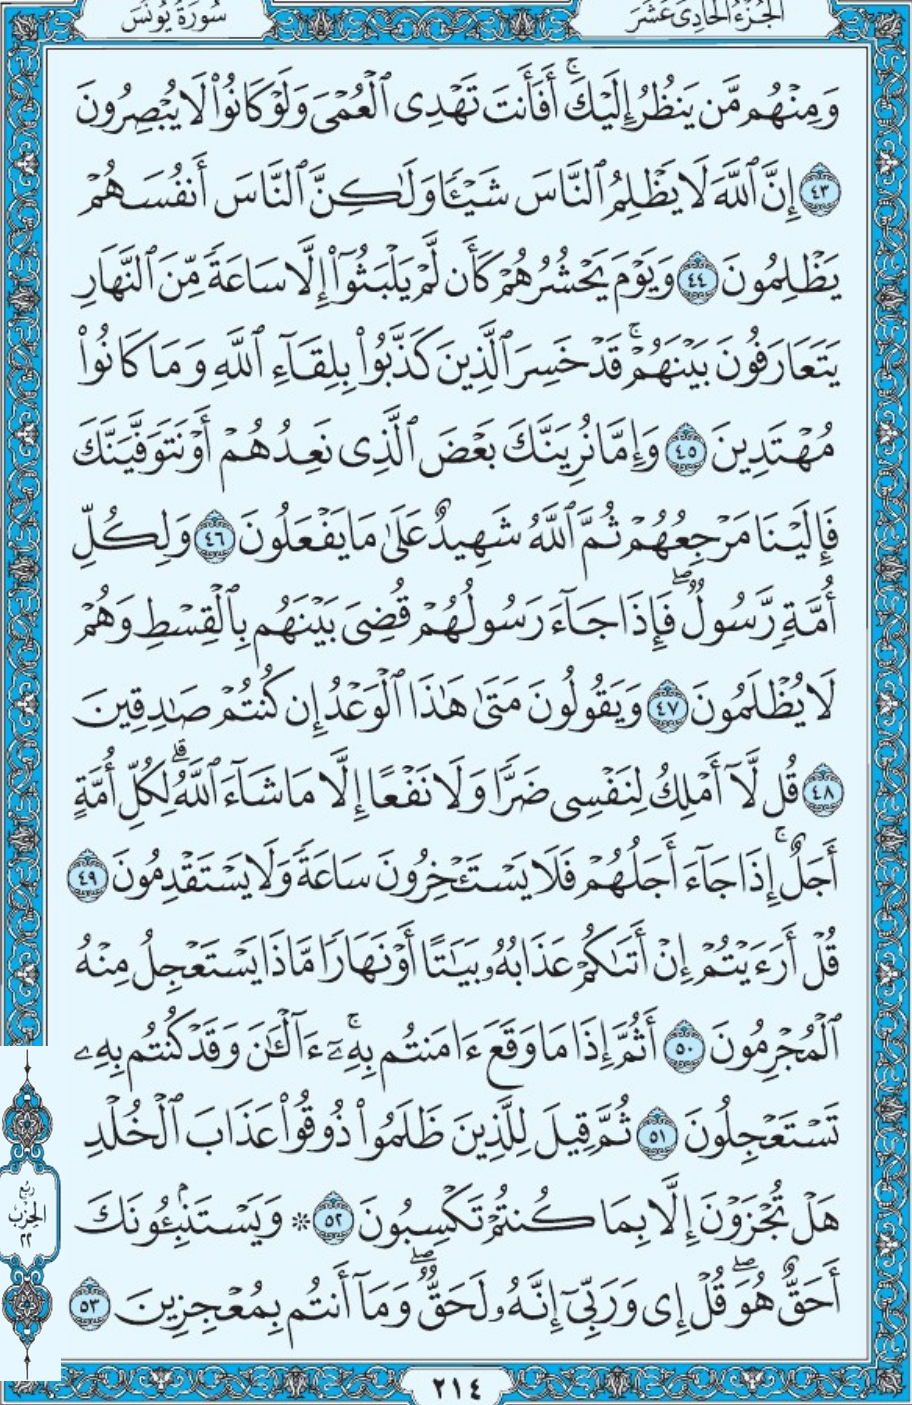 سُورَةُ يُونُسَ
الجُزْءُ الحَادِى عَشَرَ
وَمِنْهُم مَّن يَنظُرُ إِلَيْكَ ۚ أَفَأَنتَ تَهْدِى ٱلْعُمْىَ وَلَوْ كَانُوا۟ لَا يُبْصِرُونَ
٤٣ إِنَّ ٱللَّهَ لَا يَظْلِمُ ٱلنَّاسَ شَيْـًٔا وَلَـٰكِنَّ ٱلنَّاسَ أَنفُسَهُمْ
يَظْلِمُونَ ٤٤ وَيَوْمَ يَحْشُرُهُمْ كَأَن لَّمْ يَلْبَثُوٓا۟ إِلَّا سَاعَةً مِّنَ ٱلنَّهَارِ
يَتَعَارَفُونَ بَيْنَهُمْ ۚ قَدْ خَسِرَ ٱلَّذِينَ كَذَّبُوا۟ بِلِقَآءِ ٱللَّهِ وَمَا كَانُوا۟
مُهْتَدِينَ ٤٥ وَإِمَّا نُرِيَنَّكَ بَعْضَ ٱلَّذِى نَعِدُهُمْ أَوْ نَتَوَفَّيَنَّكَ
فَإِلَيْنَا مَرْجِعُهُمْ ثُمَّ ٱللَّهُ شَهِيدٌ عَلَىٰ مَا يَفْعَلُونَ ٤٦ وَلِكُلِّ
أُمَّةٍ رَّسُولٌ ۖ فَإِذَا جَآءَ رَسُولُهُمْ قُضِىَ بَيْنَهُم بِٱلْقِسْطِ وَهُمْ
لَا يُظْلَمُونَ ٤٧ وَيَقُولُونَ مَتَىٰ هَـٰذَا ٱلْوَعْدُ إِن كُنتُمْ صَـٰدِقِينَ
٤٨ قُل لَّآ أَمْلِكُ لِنَفْسِى ضَرًّا وَلَا نَفْعًا إِلَّا مَا شَآءَ ٱللَّهُ ۗ لِكُلِّ أُمَّةٍ
أَجَلٌ ۚ إِذَا جَآءَ أَجَلُهُمْ فَلَا يَسْتَـْٔخِرُونَ سَاعَةً وَلَا يَسْتَقْدِمُونَ ٤٩
قُلْ أَرَءَيْتُمْ إِنْ أَتَىٰكُمْ عَذَابُهُۥ بَيَـٰتًا أَوْ نَهَارًا مَّاذَا يَسْتَعْجِلُ مِنْهُ
ٱلْمُجْرِمُونَ ٥٠ أَثُمَّ إِذَا مَا وَقَعَ ءَامَنتُم بِهِۦٓ ۚ ءَآلْـَٔـٰنَ وَقَدْ كُنتُم بِهِۦ
تَسْتَعْجِلُونَ ٥١ ثُمَّ قِيلَ لِلَّذِينَ ظَلَمُوا۟ ذُوقُوا۟ عَذَابَ ٱلْخُلْدِ
هَلْ تُجْزَوْنَ إِلَّا بِمَا كُنتُمْ تَكْسِبُونَ ٥٢ * وَيَسْتَنۢبِـُٔونَكَ
أَحَقٌّ هُوَ ۖ قُلْ إِى وَرَبِّىٓ إِنَّهُۥ لَحَقٌّ ۖ وَمَآ أَنتُم بِمُعْجِزِينَ ٥٣
رُبْع
الحِزْب
٢٢
٢١٤